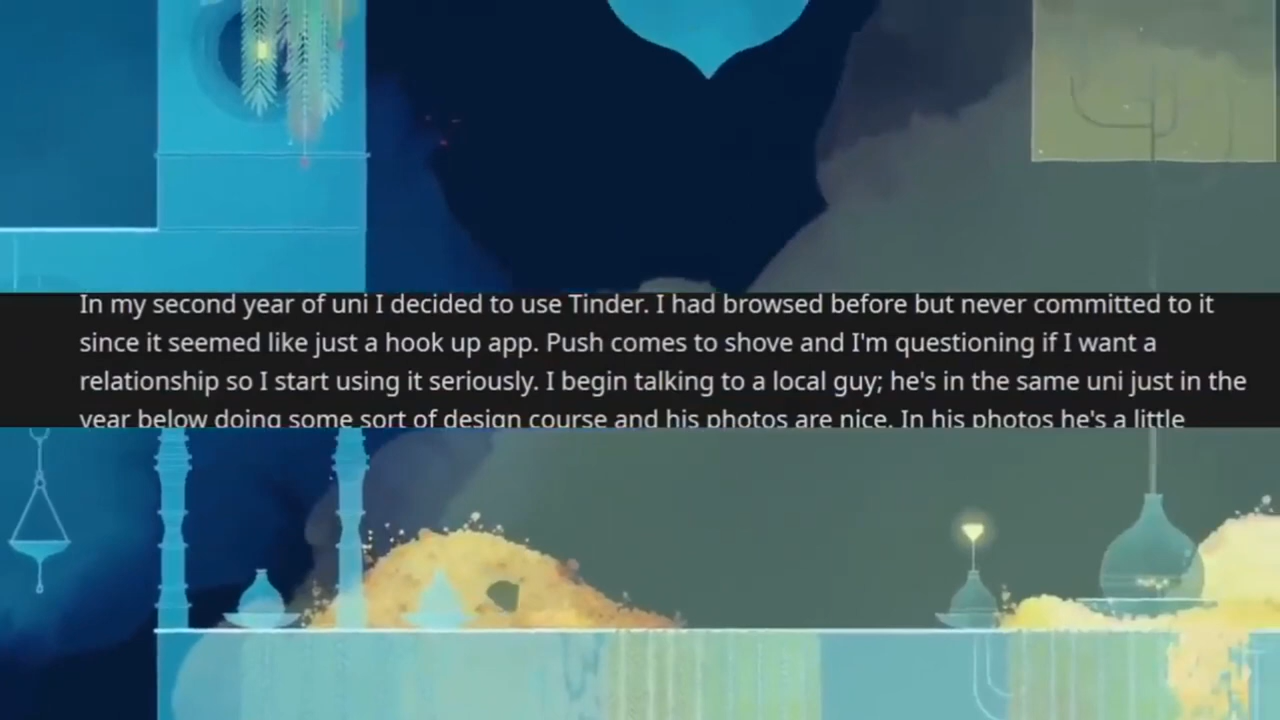 In my second year of uni I decided to use Tinder. I had browsed before but never committed to it
since it seemed like just a hook up app. Push comes to shove and I'm questioning if I want a
relationship so I start using it seriously. I begin talking to a local guy; he's in the same uni just in the
year below doing some sort of design course and his photos are nice. In his photos he's a little